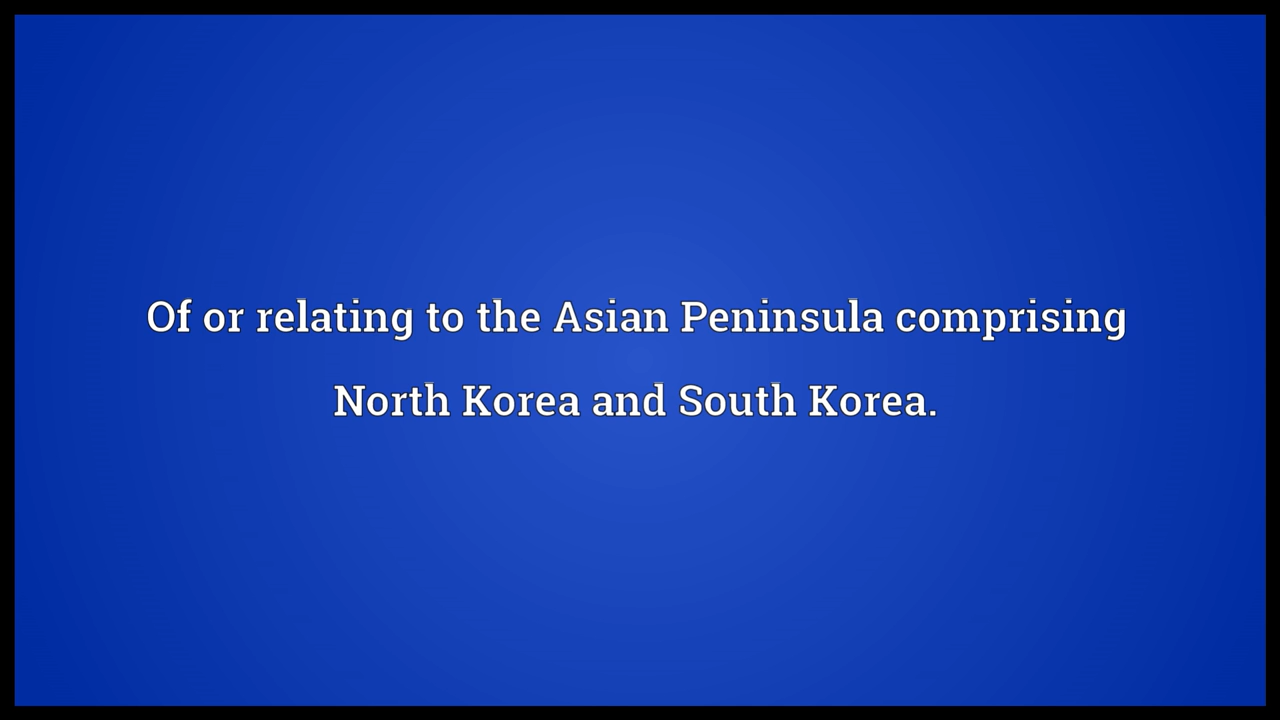 Of or relating to the Asian Peninsula comprising
North Korea and South Korea.